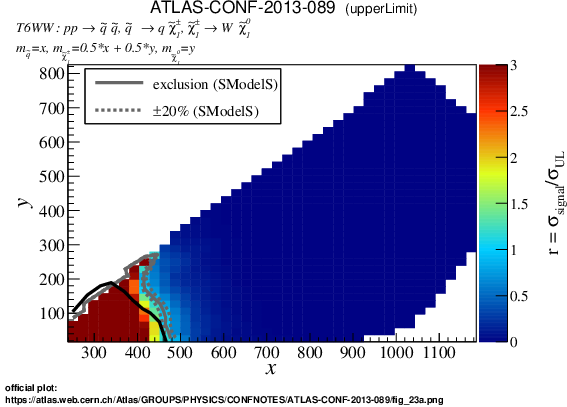 ATLAS-CONF-2013-089 (upperLimit)
T6WW: pp → q̃ q̃, q̃ → q χ̃₁±, χ̃₁± → W χ̃₁⁰
m_q̃=x, m_χ̃₁±=0.5*x + 0.5*y, m_χ̃₁⁰=y
exclusion (SModelS)
±20% (SModelS)
800
700
600
500
400
300
200
100
y
300 400 500 600 700 800 900 1000 1100
x
3
2.5
2
1.5
1
0.5
0
r = σ_signal/σ_UL
official plot:
https://atlas.web.cern.ch/Atlas/GROUPS/PHYSICS/CONFNOTES/ATLAS-CONF-2013-089/fig_23a.png